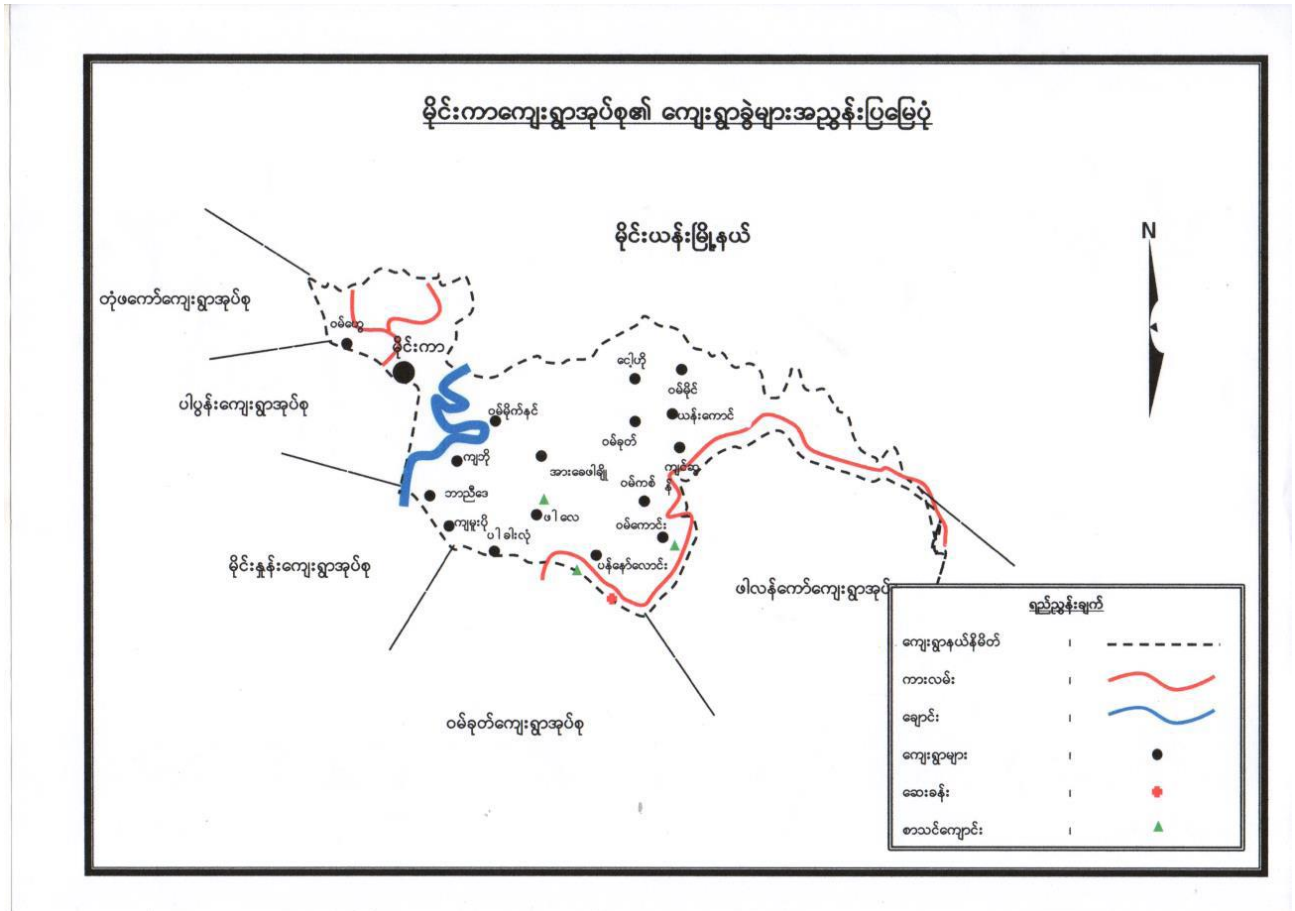 မိုင်းကာကျေးရွာအုပ်စု၏ ကျေးရွာခွဲများအညွှန်းပြမြေပုံ
မိုင်းယန်းမြို့နယ်
N
တုံဖကော်ကျေးရွာအုပ်စု
ဝမ်တွေ
မိုင်းကာ
ပါပွန်းကျေးရွာအုပ်စု
ငေါ့ဟို
ဝမ်မိုင်
ဝမ်မိုက်နင်
ယန်းကောင်
ဝမ်ခုတ်
ကျဘို
အားခေဖါချို
ကျင်ဆန်
ဝမ်ကစ်
ဘာညီဒေ
ဖါလေ
ကျမူးပို
ပါခါးလုံ
ဝမ်ကောင်း
ပန်နော်လောင်း
မိုင်းနှုန်းကျေးရွာအုပ်စု
ဖါလန်ကော်ကျေးရွာအုပ်
ဝမ်ခုတ်ကျေးရွာအုပ်စု
ရည်ညွှန်းချက်
ကျေးရွာနယ်နိမိတ် ၊
ကားလမ်း ၊
ချောင်း ၊
ကျေးရွာများ ၊
ဆေးခန်း ၊
စာသင်ကျောင်း ၊